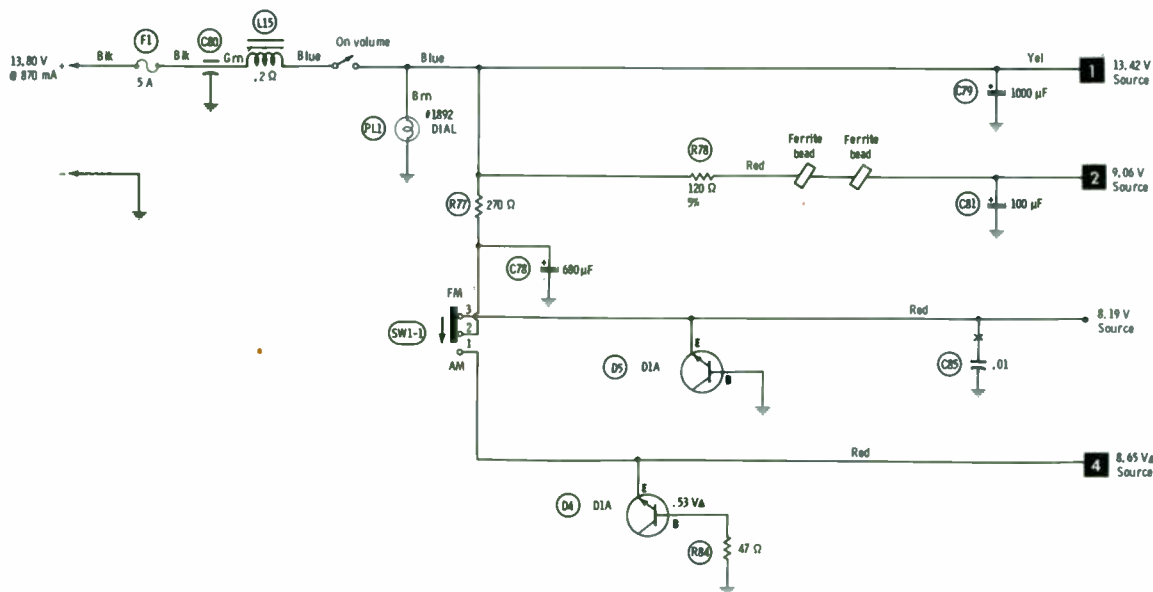 L15
F1
C80
13.80 V
@ 870 mA
+
Blk
Blk
Grn
Blue
On volume
Blue
Yel
1
13.42 V
Source
5 A
.2 Ω
C79
+
1000 µF
Brn
PL1
#1892
DIAL
R78
Red
Ferrite
bead
Ferrite
bead
2
9.06 V
Source
–
120 Ω
5%
R77
270 Ω
C81
+
100 µF
C78
+
680 µF
FM
3
2
1
AM
SW1-1
Red
8.19 V
Source
E
D5
D1A
B
C85
.01
Red
4
8.65 V▲
Source
E
D4
D1A
.53 V▲
B
R84
47 Ω